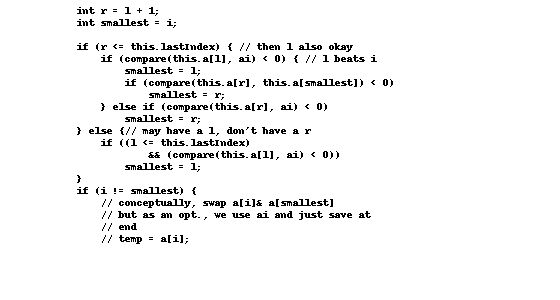 int r = l + 1;
int smallest = i;
if (r <= this.lastIndex) { // then l also okay
if (compare(this.a[l], ai) < 0) { // l beats i
smallest = l;
if (compare(this.a[r], this.a[smallest]) < 0)
smallest = r;
} else if (compare(this.a[r], ai) < 0)
smallest = r;
} else {// may have a l, don't have a r
if ((l <= this.lastIndex)
&& (compare(this.a[l], ai) < 0))
smallest = l;
}
if (i != smallest) {
// conceptually, swap a[i]& a[smallest]
// but as an opt., we use ai and just save at
// end
// temp = a[i];